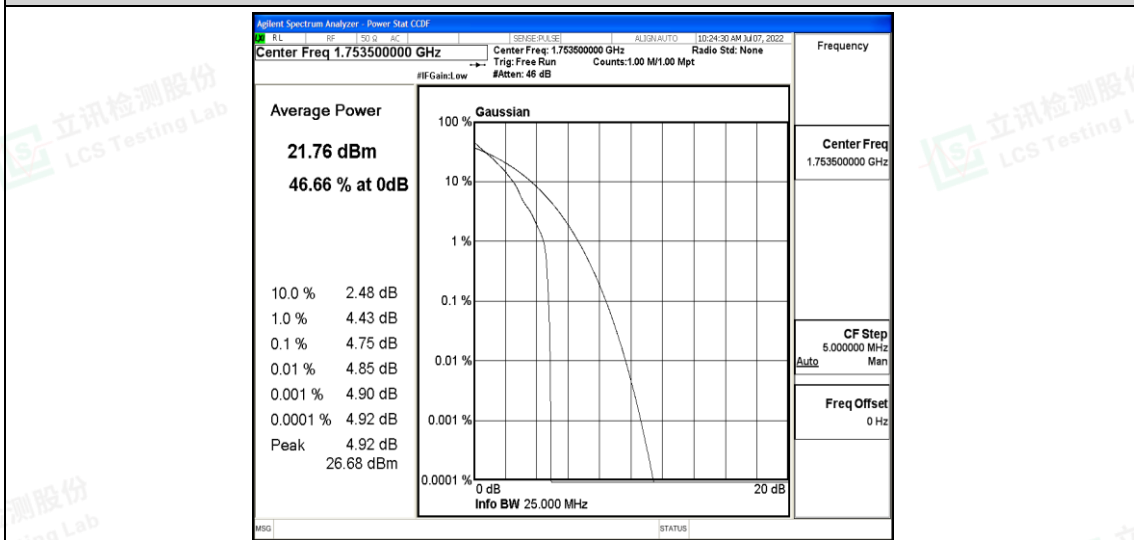 Agilent Spectrum Analyzer - Power Stat CCDF
RL RF 50 Ω AC SENSE:PULSE ALIGN AUTO 10:24:30 AM Jul 07, 2022
Center Freq 1.753500000 GHz
Center Freq: 1.753500000 GHz Radio Std: None
Trig: Free Run Counts:1.00 M/1.00 Mpt
#IFGain:Low #Atten: 46 dB
Frequency
Average Power
21.76 dBm
46.66 % at 0dB
10.0 % 2.48 dB
1.0 % 4.43 dB
0.1 % 4.75 dB
0.01 % 4.85 dB
0.001 % 4.90 dB
0.0001 % 4.92 dB
Peak 4.92 dB
26.68 dBm
Gaussian
100 %
10 %
1 %
0.1 %
0.01 %
0.001 %
0.0001 %
0 dB 20 dB
Info BW 25.000 MHz
Center Freq
1.753500000 GHz
CF Step
5.000000 MHz
Auto Man
Freq Offset
0 Hz
MSG STATUS
立讯检测股份
LCS Testing Lab
立讯检测股份
LCS Testing L
测股份
ng Lab